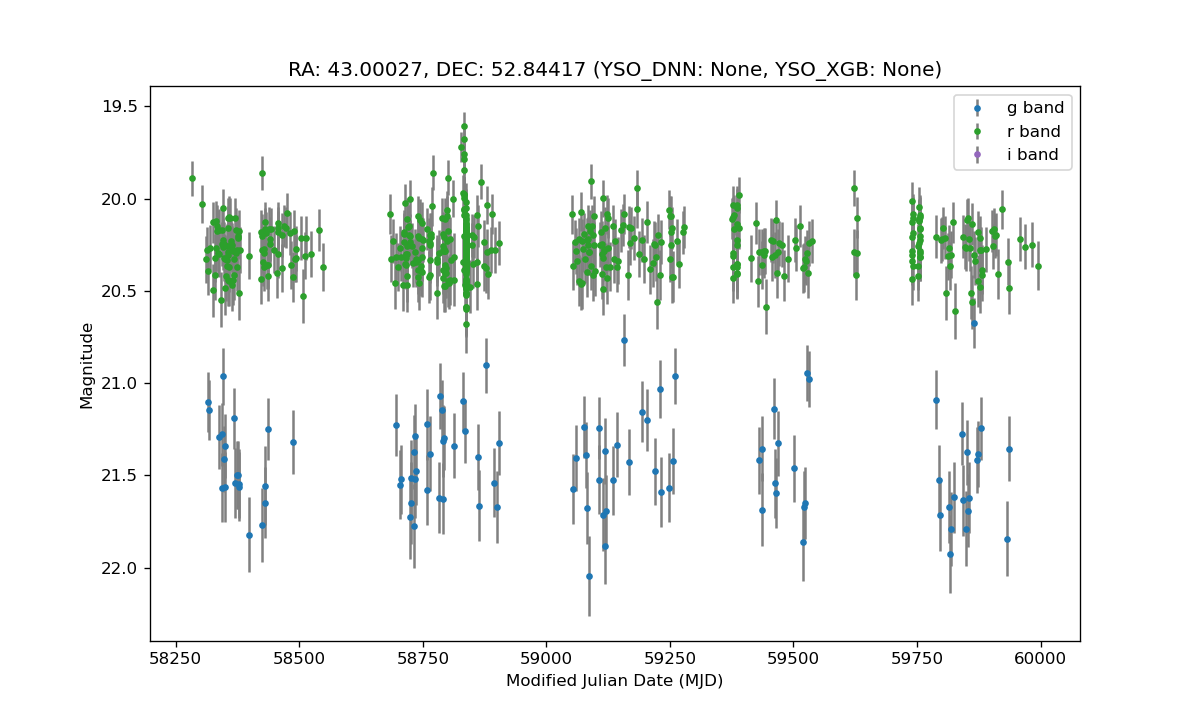 RA: 43.00027, DEC: 52.84417 (YSO_DNN: None, YSO_XGB: None)
g band
r band
i band
19.5
20.0
20.5
21.0
21.5
22.0
Magnitude
58250 58500 58750 59000 59250 59500 59750 60000
Modified Julian Date (MJD)